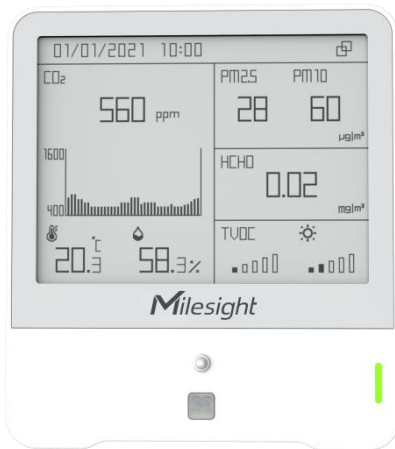 01/01/2021 10:00
CO₂
560 ppm
1600
400
20.3 °C
58.3%
PM2.5 PM10
28 60
µg/m³
HCHO
0.02
mg/m³
TVOC
Milesight